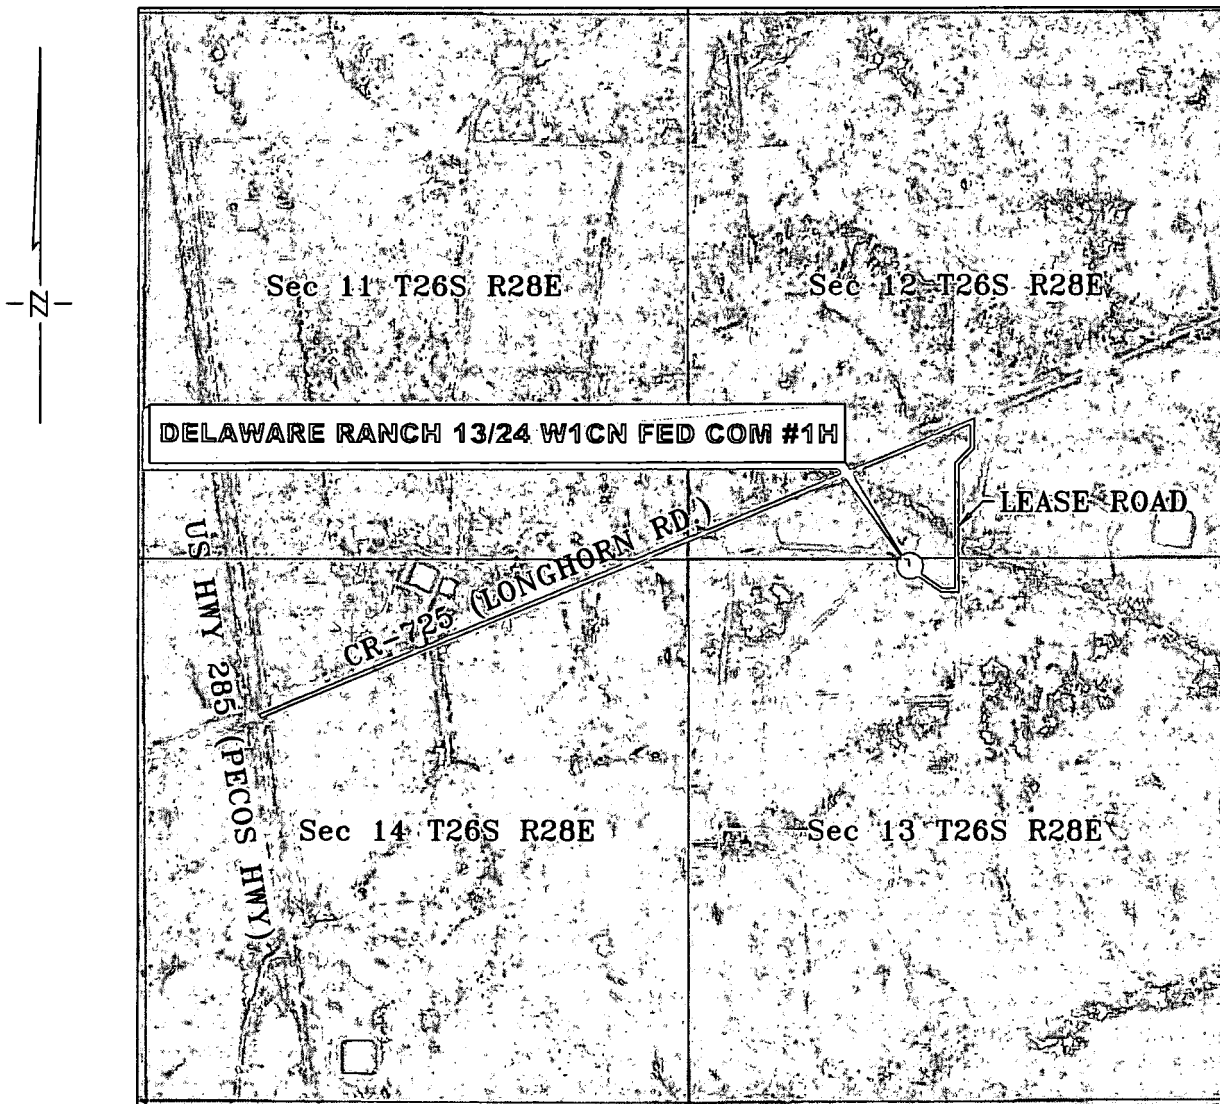 Sec 11 T26S R28E
Sec 12 T26S R28E
N
DELAWARE RANCH 13/24 W1CN FED COM #1H
LEASE ROAD
US HWY 285 (PECOS HWY)
CR-725 (LONGHORN RD.)
Sec 14 T26S R28E
Sec 13 T26S R28E